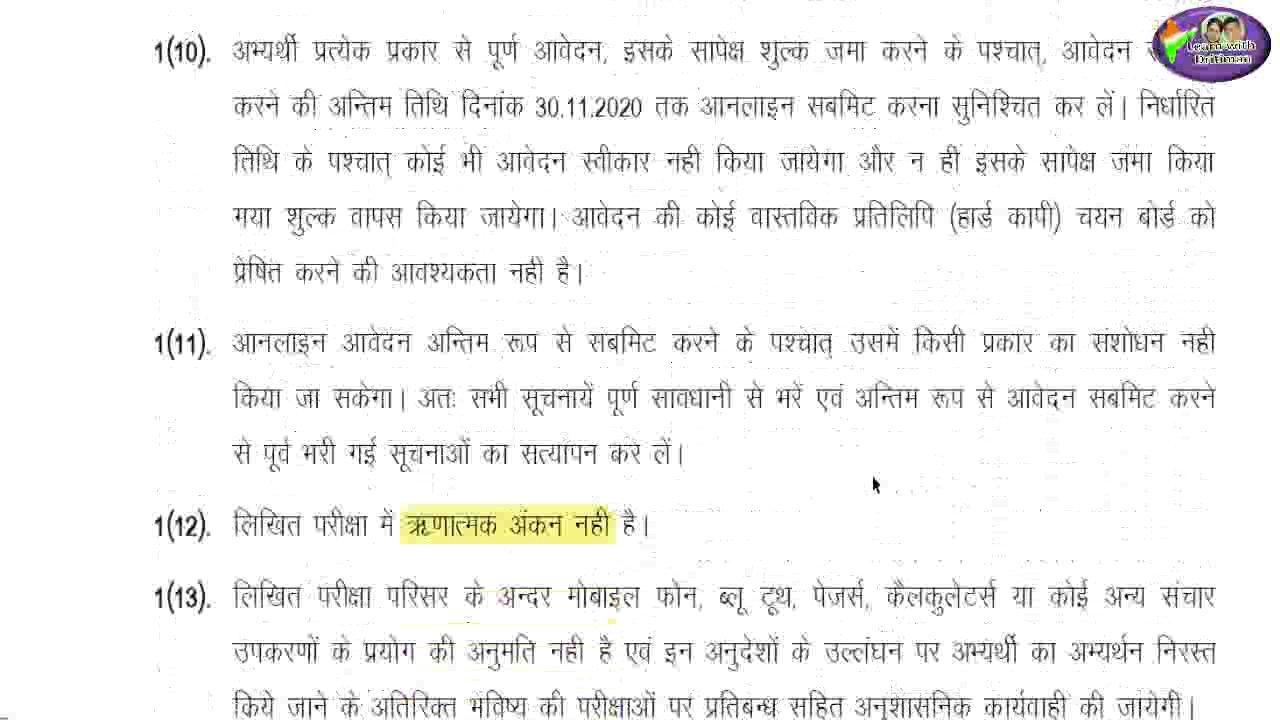 1(10). अभ्यर्थी प्रत्येक प्रकार से पूर्ण आवेदन, इसके सापेक्ष शुल्क जमा करने के पश्चात्, आवेदन
करने की अन्तिम तिथि दिनांक 30.11.2020 तक आनलाइन सबमिट करना सुनिश्चित कर लें। निर्धारित
तिथि के पश्चात् कोई भी आवेदन स्वीकार नही किया जायेगा और न ही इसके सापेक्ष जमा किया
गया शुल्क वापस किया जायेगा। आवेदन की कोई वास्तविक प्रतिलिपि (हार्ड कापी) चयन बोर्ड को
प्रेषित करने की आवश्यकता नही है।
1(11). आनलाइन आवेदन अन्तिम रूप से सबमिट करने के पश्चात् उसमें किसी प्रकार का संशोधन नही
किया जा सकेगा। अतः सभी सूचनायें पूर्ण सावधानी से भरें एवं अन्तिम रूप से आवेदन सबमिट करने
से पूर्व भरी गई सूचनाओं का सत्यापन कर लें।
1(12). लिखित परीक्षा में ऋणात्मक अंकन नही है।
1(13). लिखित परीक्षा परिसर के अन्दर मोबाइल फोन, ब्लू टूथ, पेजर्स, कैलकुलेटर्स या कोई अन्य संचार
उपकरणों के प्रयोग की अनुमति नही है एवं इन अनुदेशों के उल्लंघन पर अभ्यर्थी का अभ्यर्थन निरस्त
किये जाने के अतिरिक्त भविष्य की परीक्षाओं पर प्रतिबन्ध सहित अनुशासनिक कार्यवाही की जायेगी।
Learn with